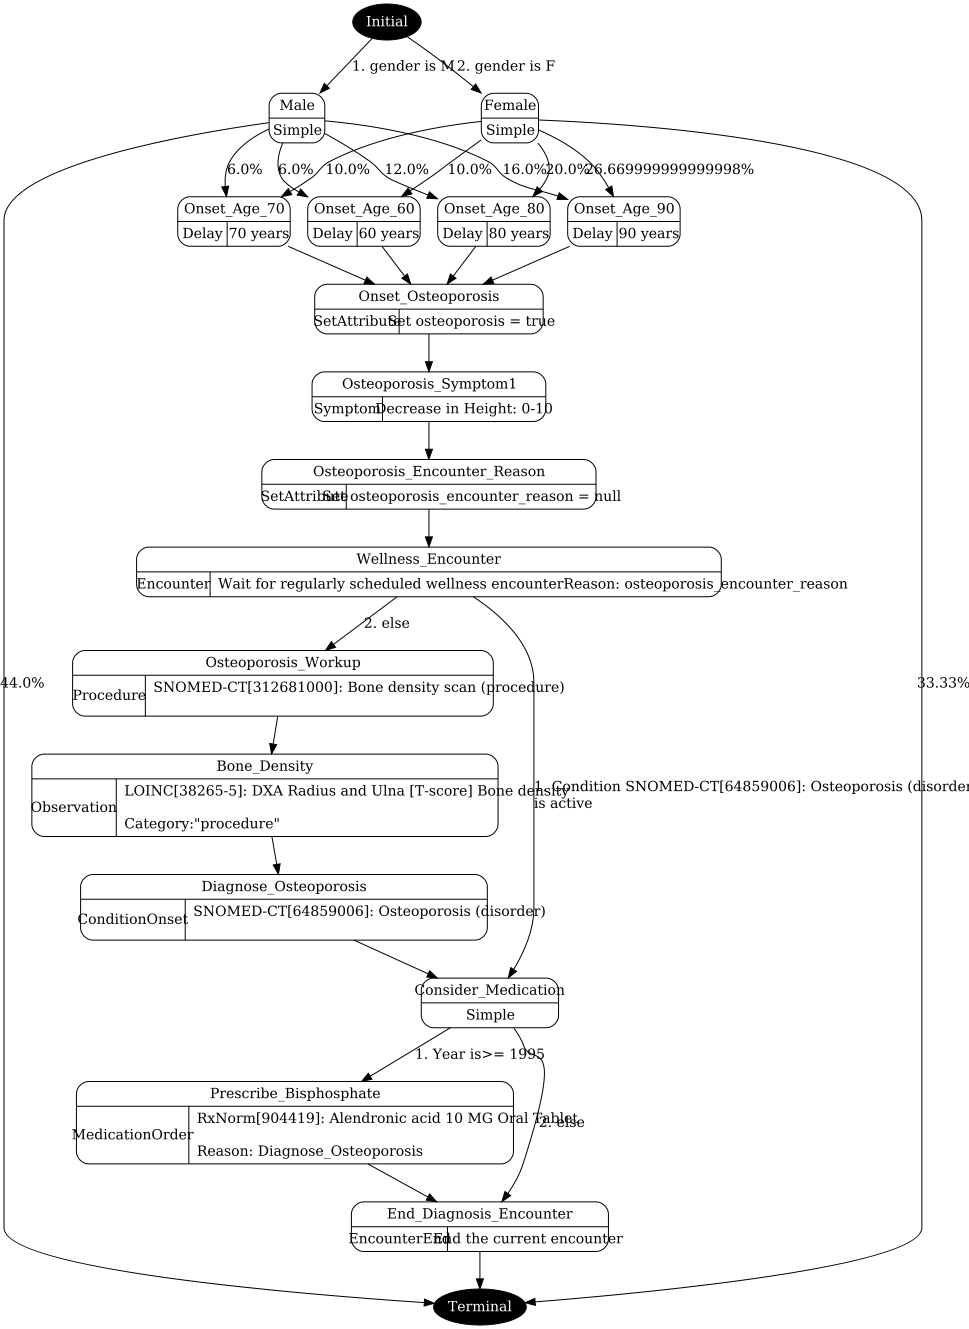 Initial
1. gender is M
2. gender is F
Male
Simple
Female
Simple
6.0%
6.0%
10.0%
12.0%
10.0%
16.0%
20.0%
26.669999999999998%
Onset_Age_70
Delay
70 years
Onset_Age_60
Delay
60 years
Onset_Age_80
Delay
80 years
Onset_Age_90
Delay
90 years
Onset_Osteoporosis
SetAttribute
Set osteoporosis = true
Osteoporosis_Symptom1
Symptom
Decrease in Height: 0-10
Osteoporosis_Encounter_Reason
SetAttribute
Set osteoporosis_encounter_reason = null
Wellness_Encounter
Encounter
Wait for regularly scheduled wellness encounterReason: osteoporosis_encounter_reason
2. else
Osteoporosis_Workup
Procedure
SNOMED-CT[312681000]: Bone density scan (procedure)
44.0%
33.33%
Bone_Density
Observation
LOINC[38265-5]: DXA Radius and Ulna [T-score] Bone density
Category:"procedure"
1. Condition SNOMED-CT[64859006]: Osteoporosis (disorder
is active
Diagnose_Osteoporosis
ConditionOnset
SNOMED-CT[64859006]: Osteoporosis (disorder)
Consider_Medication
Simple
1. Year is>= 1995
Prescribe_Bisphosphate
MedicationOrder
RxNorm[904419]: Alendronic acid 10 MG Oral Tablet
Reason: Diagnose_Osteoporosis
2. else
End_Diagnosis_Encounter
EncounterEnd
End the current encounter
Terminal